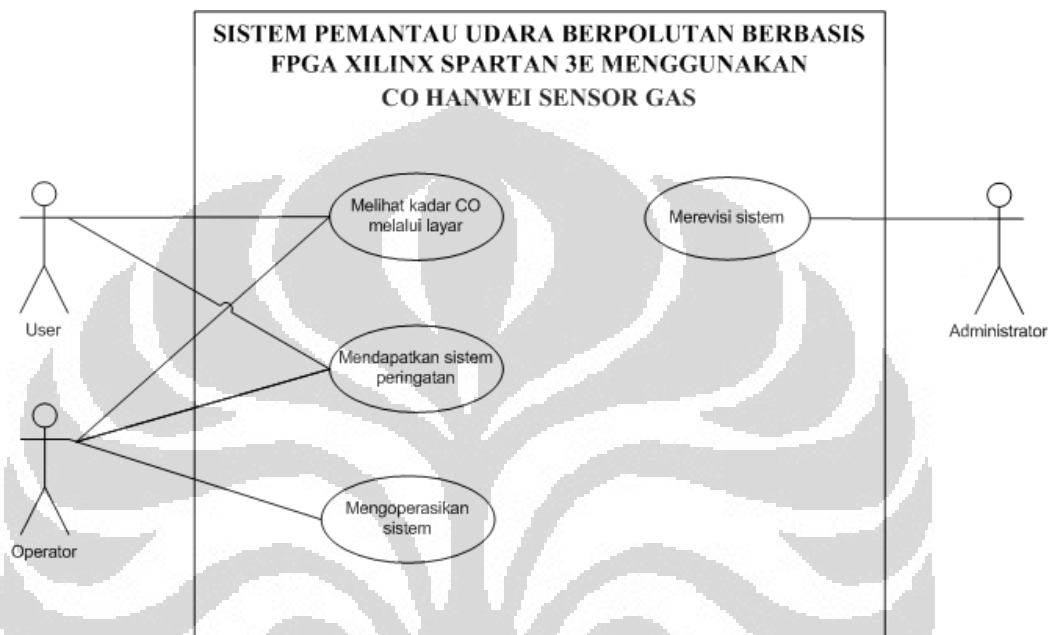 SISTEM PEMANTAU UDARA BERPOLUTAN BERBASIS
FPGA XILINX SPARTAN 3E MENGGUNAKAN
CO HANWEI SENSOR GAS
Melihat kadar CO
melalui layar
Merevisi sistem
User
Administrator
Mendapatkan sistem
peringatan
Mengoperasikan
sistem
Operator